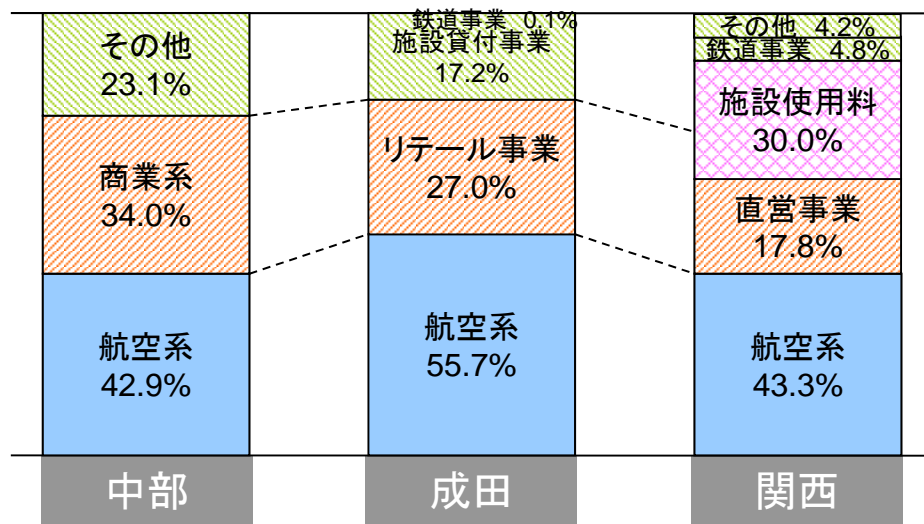 その他
23.1%
商業系
34.0%
航空系
42.9%
中部
鉄道事業 0.1%
施設貸付事業
17.2%
リテール事業
27.0%
航空系
55.7%
成田
その他 4.2%
鉄道事業 4.8%
施設使用料
30.0%
直営事業
17.8%
航空系
43.3%
関西